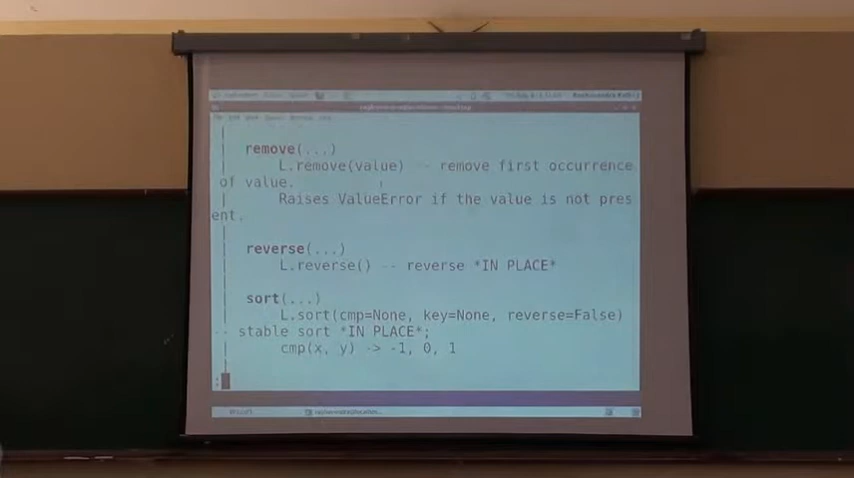 remove(...)
L.remove(value) -- remove first occurrence
of value.
Raises ValueError if the value is not pres
ent.
reverse(...)
L.reverse() -- reverse *IN PLACE*
sort(...)
L.sort(cmp=None, key=None, reverse=False)
-- stable sort *IN PLACE*;
cmp(x, y) -> -1, 0, 1
: